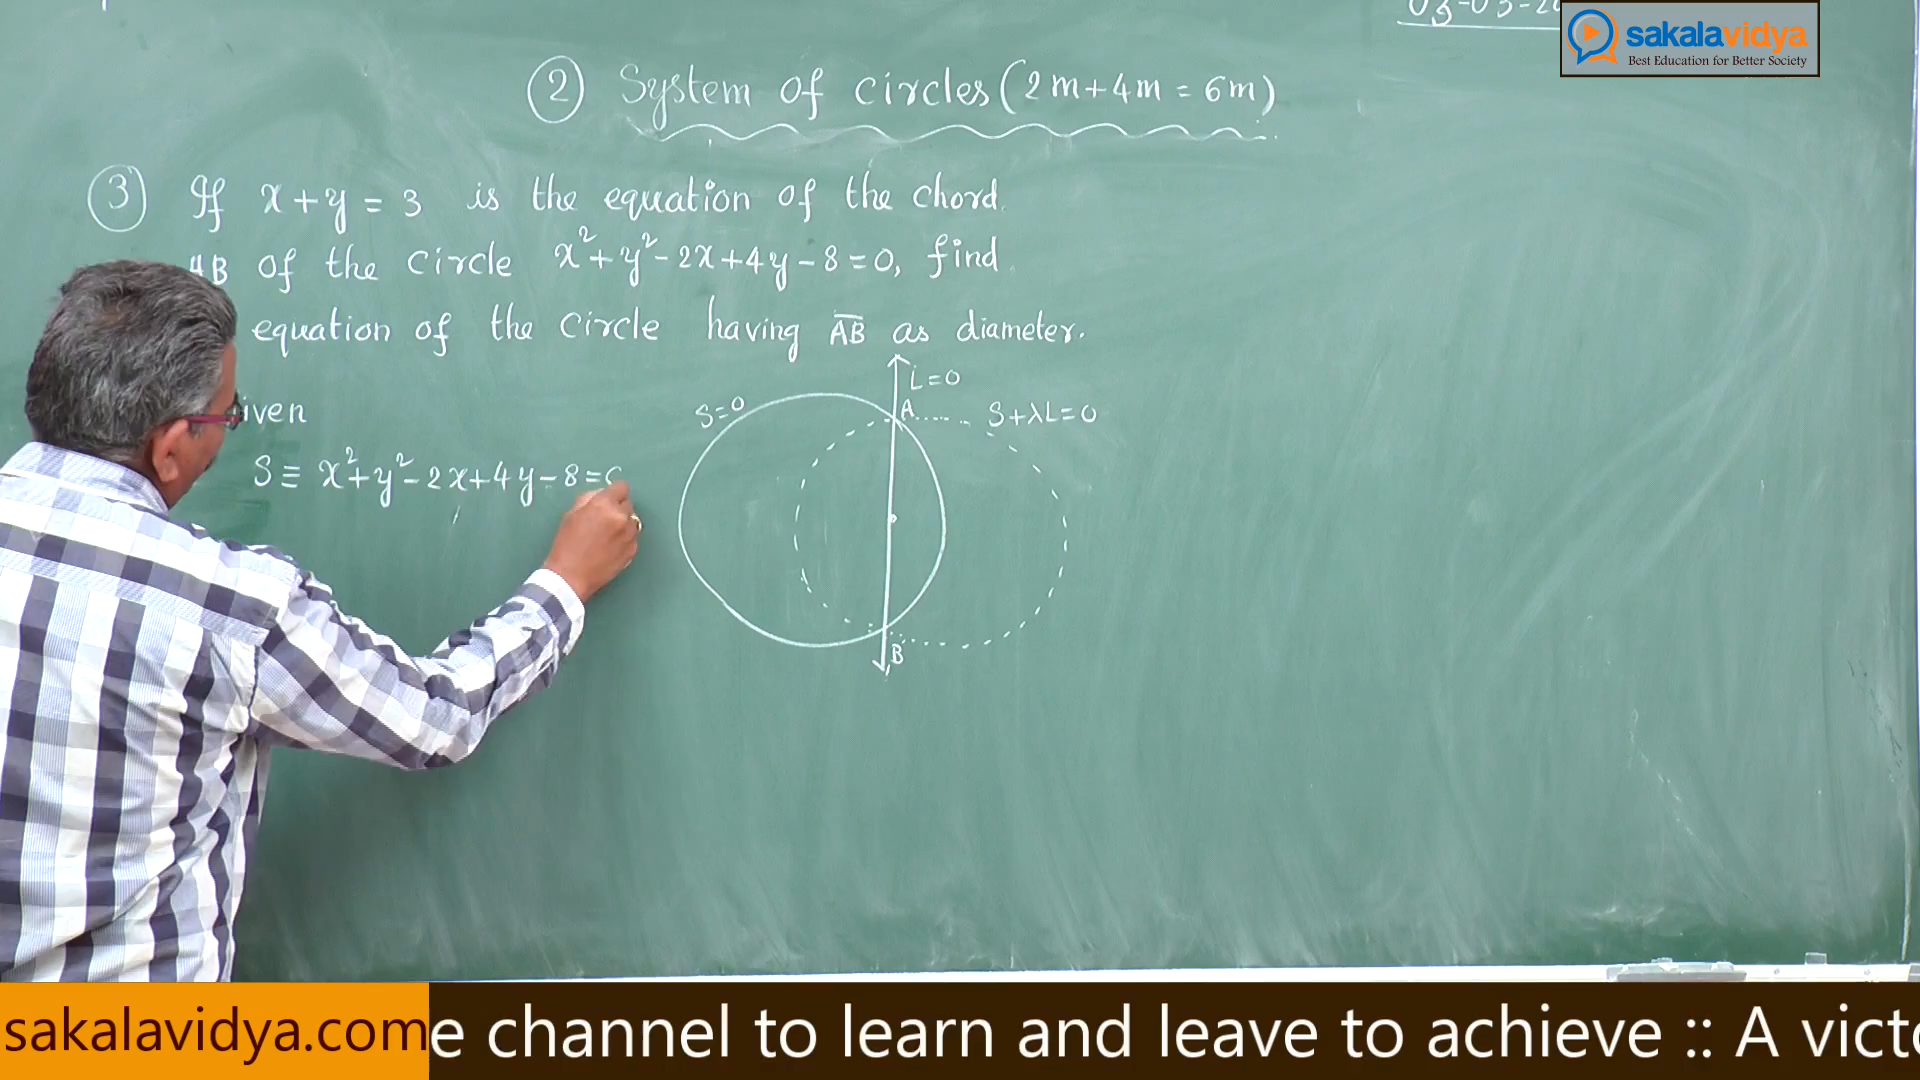 03-03-20
sakalavidya
Best Education for Better Society
② System of circles (2m+4m = 6m)
③ If x+y = 3 is the equation of the chord
AB of the circle x²+y²-2x+4y-8=0, find
equation of the circle having A̅B̅ as diameter.
iven
L=0
S=0
A
S+λL=0
S≡ x²+y²-2x+4y-8=0
B
sakalavidya.com
e channel to learn and leave to achieve :: A victo